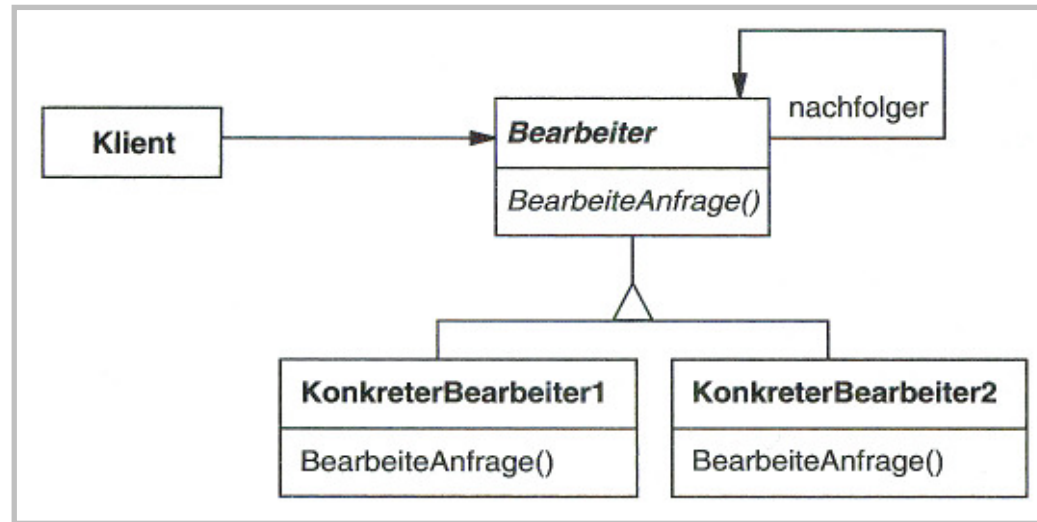 nachfolger
Klient
Bearbeiter
BearbeiteAnfrage()
KonkreterBearbeiter1
BearbeiteAnfrage()
KonkreterBearbeiter2
BearbeiteAnfrage()